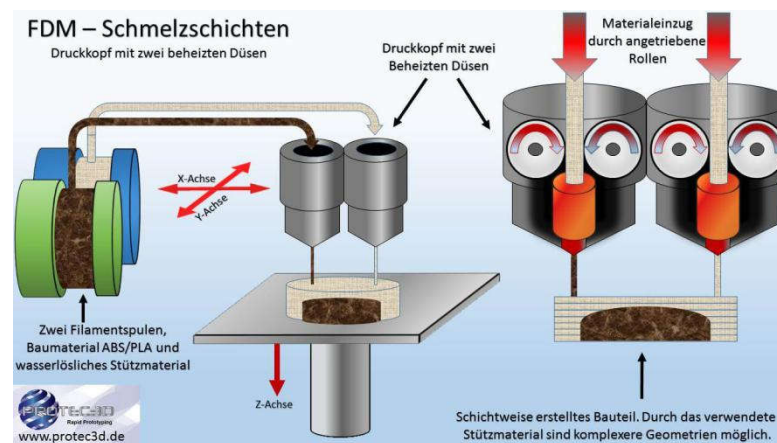 FDM – Schmelzschichten
Druckkopf mit zwei beheizten Düsen
Druckkopf mit zwei
Beheizten Düsen
Materialeinzug
durch angetriebene
Rollen
X-Achse
Y-Achse
Zwei Filamentspulen,
Baumaterial ABS/PLA und
wasserlösliches Stützmaterial
Z-Achse
PROTEC3D
Rapid Prototyping
www.protec3d.de
Schichtweise erstelltes Bauteil. Durch das verwendete
Stützmaterial sind komplexere Geometrien möglich.